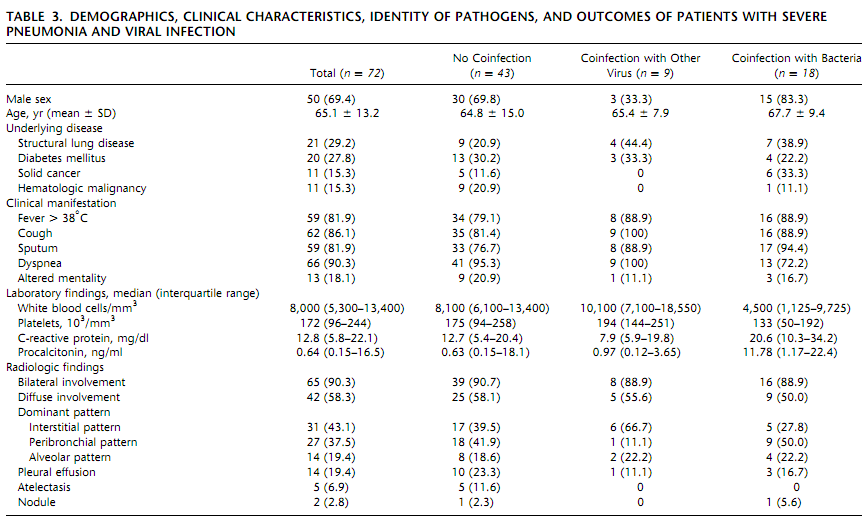 TABLE 3. DEMOGRAPHICS, CLINICAL CHARACTERISTICS, IDENTITY OF PATHOGENS, AND OUTCOMES OF PATIENTS WITH SEVERE
PNEUMONIA AND VIRAL INFECTION
No Coinfection Coinfection with Other Coinfection with Bacteria
Total (n = 72) (n = 43) Virus (n = 9) (n = 18)
Male sex 50 (69.4) 30 (69.8) 3 (33.3) 15 (83.3)
Age, yr (mean ± SD) 65.1 ± 13.2 64.8 ± 15.0 65.4 ± 7.9 67.7 ± 9.4
Underlying disease
Structural lung disease 21 (29.2) 9 (20.9) 4 (44.4) 7 (38.9)
Diabetes mellitus 20 (27.8) 13 (30.2) 3 (33.3) 4 (22.2)
Solid cancer 11 (15.3) 5 (11.6) 0 6 (33.3)
Hematologic malignancy 11 (15.3) 9 (20.9) 0 1 (11.1)
Clinical manifestation
Fever > 38°C 59 (81.9) 34 (79.1) 8 (88.9) 16 (88.9)
Cough 62 (86.1) 35 (81.4) 9 (100) 16 (88.9)
Sputum 59 (81.9) 33 (76.7) 8 (88.9) 17 (94.4)
Dyspnea 66 (90.3) 41 (95.3) 9 (100) 13 (72.2)
Altered mentality 13 (18.1) 9 (20.9) 1 (11.1) 3 (16.7)
Laboratory findings, median (interquartile range)
White blood cells/mm³ 8,000 (5,300–13,400) 8,100 (6,100–13,400) 10,100 (7,100–18,550) 4,500 (1,125–9,725)
Platelets, 10³/mm³ 172 (96–244) 175 (94–258) 194 (144–251) 133 (50–192)
C-reactive protein, mg/dl 12.8 (5.8–22.1) 12.7 (5.4–20.4) 7.9 (5.9–19.8) 20.6 (10.3–34.2)
Procalcitonin, ng/ml 0.64 (0.15–16.5) 0.63 (0.15–18.1) 0.97 (0.12–3.65) 11.78 (1.17–22.4)
Radiologic findings
Bilateral involvement 65 (90.3) 39 (90.7) 8 (88.9) 16 (88.9)
Diffuse involvement 42 (58.3) 25 (58.1) 5 (55.6) 9 (50.0)
Dominant pattern
Interstitial pattern 31 (43.1) 17 (39.5) 6 (66.7) 5 (27.8)
Peribronchial pattern 27 (37.5) 18 (41.9) 1 (11.1) 9 (50.0)
Alveolar pattern 14 (19.4) 8 (18.6) 2 (22.2) 4 (22.2)
Pleural effusion 14 (19.4) 10 (23.3) 1 (11.1) 3 (16.7)
Atelectasis 5 (6.9) 5 (11.6) 0 0
Nodule 2 (2.8) 1 (2.3) 0 1 (5.6)